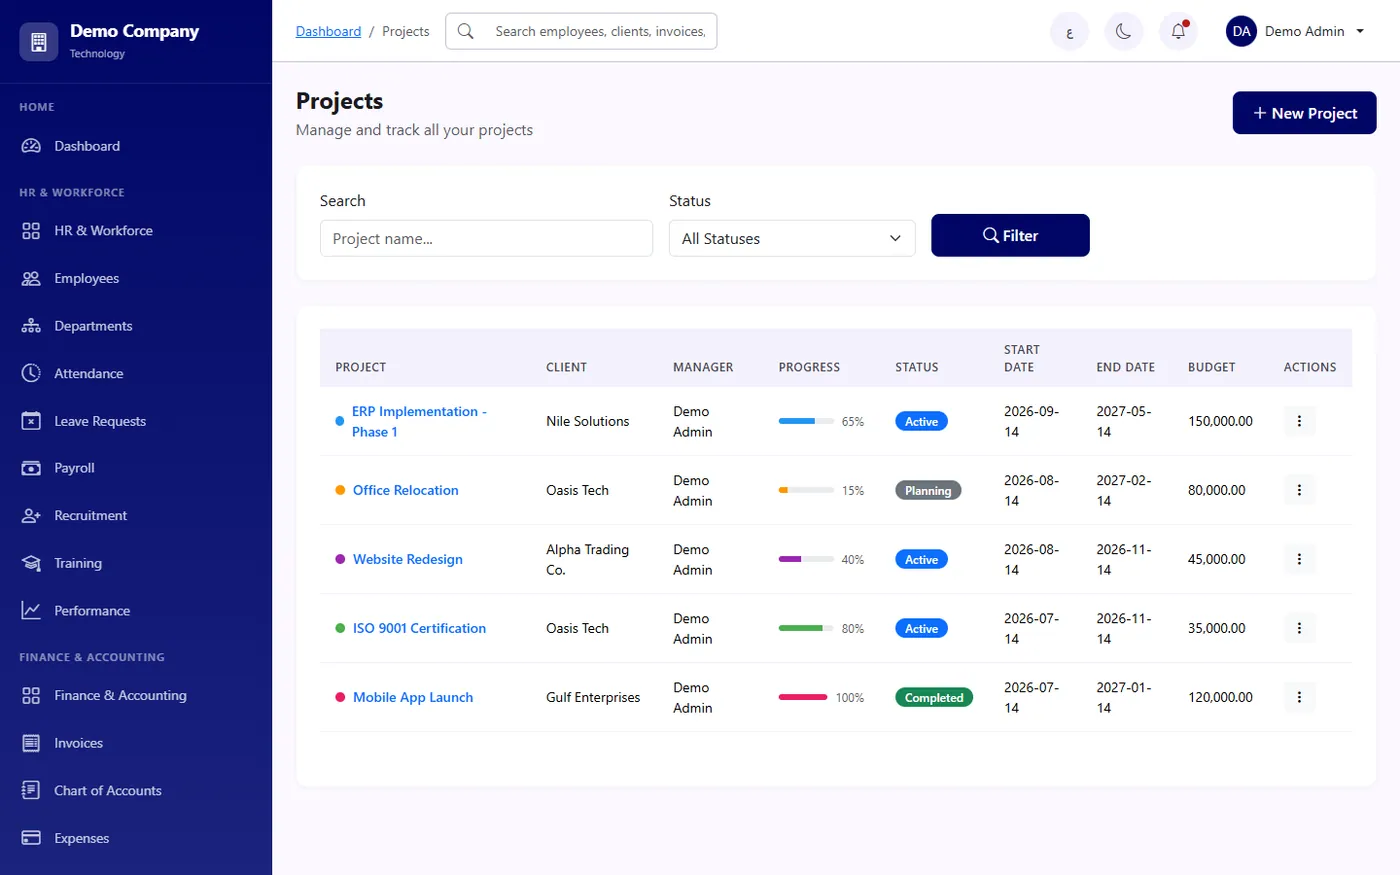 Demo Company
Technology
HOME
Dashboard
HR & WORKFORCE
HR & Workforce
Employees
Departments
Attendance
Leave Requests
Payroll
Recruitment
Training
Performance
FINANCE & ACCOUNTING
Finance & Accounting
Invoices
Chart of Accounts
Expenses
Dashboard / Projects
Search employees, clients, invoices,
ع
DA Demo Admin
Projects
Manage and track all your projects
+ New Project
Search
Project name...
Status
All Statuses
Filter
PROJECT CLIENT MANAGER PROGRESS STATUS START DATE END DATE BUDGET ACTIONS
ERP Implementation - Phase 1 Nile Solutions Demo Admin 65% Active 2026-09-14 2027-05-14 150,000.00
Office Relocation Oasis Tech Demo Admin 15% Planning 2026-08-14 2027-02-14 80,000.00
Website Redesign Alpha Trading Co. Demo Admin 40% Active 2026-08-14 2026-11-14 45,000.00
ISO 9001 Certification Oasis Tech Demo Admin 80% Active 2026-07-14 2026-11-14 35,000.00
Mobile App Launch Gulf Enterprises Demo Admin 100% Completed 2026-07-14 2027-01-14 120,000.00